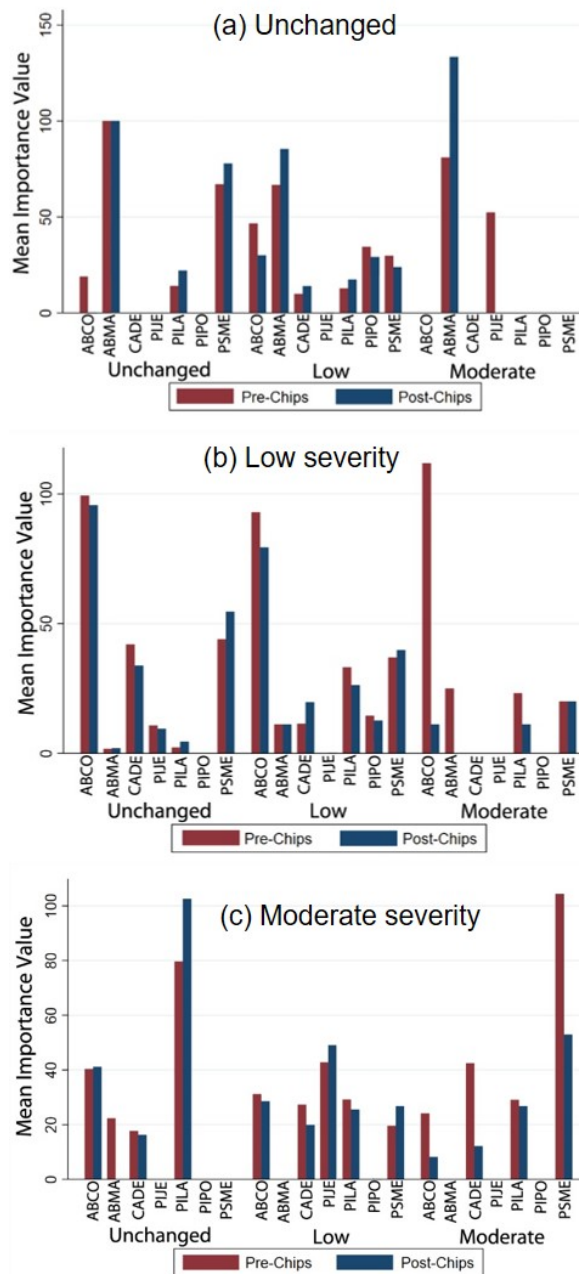 (a) Unchanged
Mean Importance Value
150
100
50
0
ABCO ABMA CADE PIJE PILA PIPO PSME ABCO ABMA CADE PIJE PILA PIPO PSME ABCO ABMA CADE PIJE PILA PIPO PSME
Unchanged Low Moderate
Pre-Chips Post-Chips
(b) Low severity
Mean Importance Value
100
50
0
ABCO ABMA CADE PIJE PILA PIPO PSME ABCO ABMA CADE PIJE PILA PIPO PSME ABCO ABMA CADE PIJE PILA PIPO PSME
Unchanged Low Moderate
Pre-Chips Post-Chips
(c) Moderate severity
Mean Importance Value
100
80
60
40
20
0
ABCO ABMA CADE PIJE PILA PIPO PSME ABCO ABMA CADE PIJE PILA PIPO PSME ABCO ABMA CADE PIJE PILA PIPO PSME
Unchanged Low Moderate
Pre-Chips Post-Chips